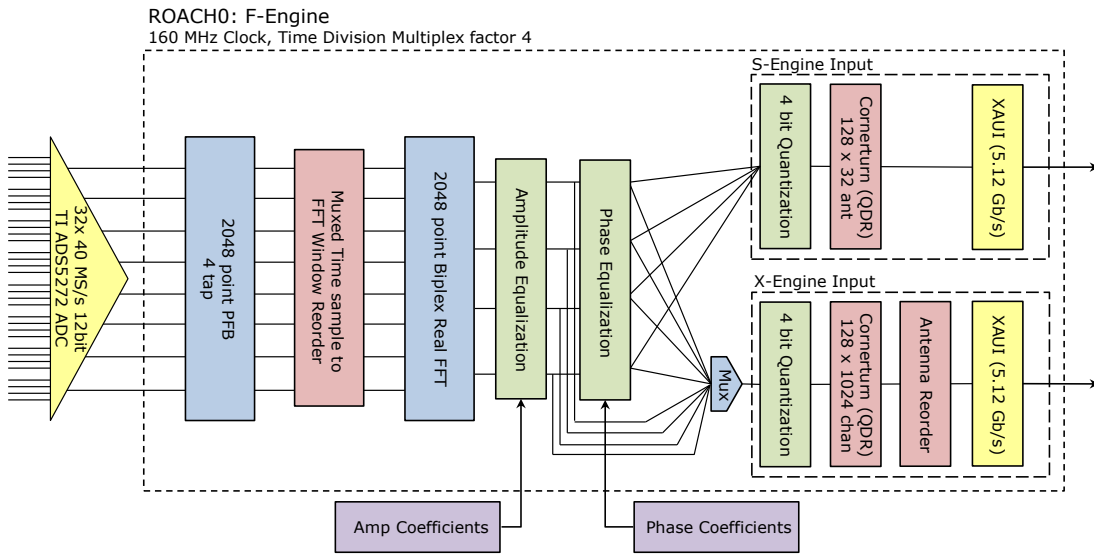 ROACH0: F-Engine
160 MHz Clock, Time Division Multiplex factor 4
32x 40 MS/s 12bit
TI ADS5272 ADC
2048 point PFB
4 tap
Muxed Time sample to
FFT Window Reorder
2048 point Biplex Real FFT
Amplitude Equalization
Phase Equalization
Mux
S-Engine Input
4 bit Quantization
Cornerturn (QDR)
128 x 32 ant
XAUI (5.12 Gb/s)
X-Engine Input
4 bit Quantization
Cornerturn (QDR)
128 x 1024 chan
Antenna Reorder
XAUI (5.12 Gb/s)
Amp Coefficients
Phase Coefficients